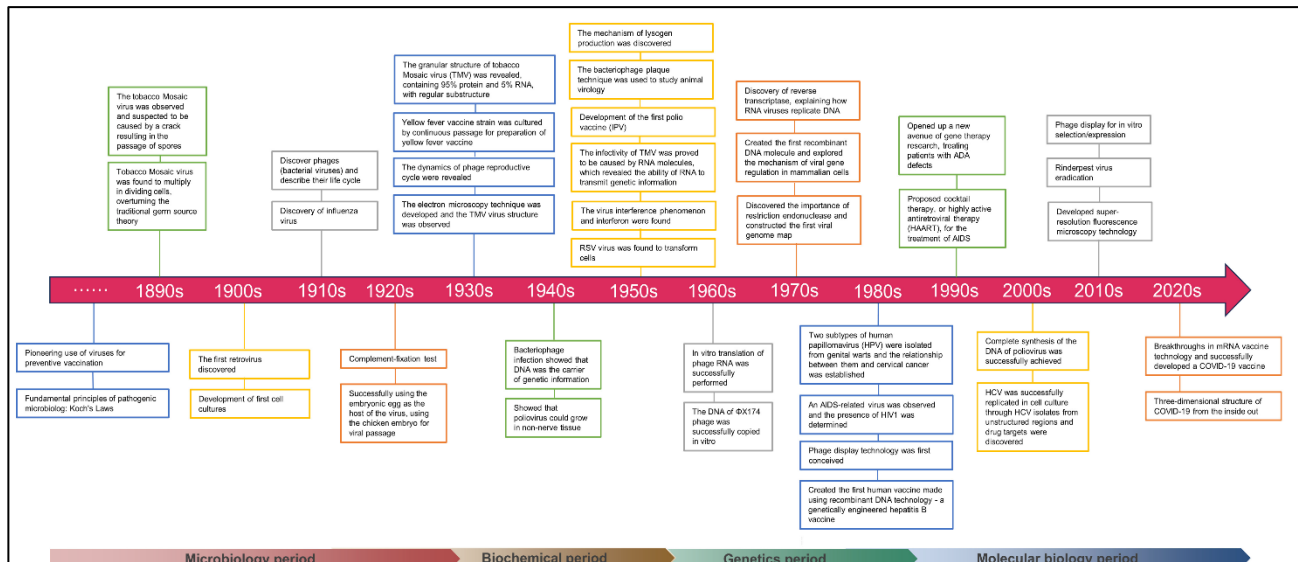 The tobacco Mosaic
virus was observed
and suspected to be
caused by a crack
resulting in the
passage of spores
Tobacco Mosaic virus
was found to multiply
in dividing cells,
overturning the
traditional germ source
theory
Discover phages
(bacterial viruses) and
describe their life cycle
Discovery of influenza
virus
The granular structure of tobacco
Mosaic virus (TMV) was revealed,
containing 95% protein and 5% RNA,
with regular substructure
Yellow fever vaccine strain was cultured
by continuous passage for preparation of
yellow fever vaccine
The dynamics of phage reproductive
cycle were revealed
The electron microscopy technique was
developed and the TMV virus structure
was observed
The mechanism of lysogen
production was discovered
The bacteriophage plaque
technique was used to study animal
virology
Development of the first polio
vaccine (IPV)
The infectivity of TMV was proved
to be caused by RNA molecules,
which revealed the ability of RNA to
transmit genetic information
The virus interference phenomenon
and interferon were found
RSV virus was found to transform
cells
Discovery of reverse
transcriptase, explaining how
RNA viruses replicate DNA
Created the first recombinant
DNA molecule and explored
the mechanism of viral gene
regulation in mammalian cells
Discovered the importance of
restriction endonuclease and
constructed the first viral
genome map
Opened up a new
avenue of gene therapy
research, treating
patients with ADA
defects
Proposed cocktail
therapy, or highly active
antiretroviral therapy
(HAART), for the
treatment of AIDS
Phage display for in vitro
selection/expression
Rinderpest virus
eradication
Developed super-
resolution fluorescence
microscopy technology
...... 1890s 1900s 1910s 1920s 1930s 1940s 1950s 1960s 1970s 1980s 1990s 2000s 2010s 2020s
Pioneering use of viruses for
preventive vaccination
Fundamental principles of pathogenic
microbiolog: Koch's Laws
The first retrovirus
discovered
Development of first cell
cultures
Complement-fixation test
Successfully using the
embryonic egg as the
host of the virus, using
the chicken embryo for
viral passage
Bacteriophage
infection showed that
DNA was the carrier
of genetic information
Showed that
poliovirus could grow
in non-nerve tissue
In vitro translation of
phage RNA was
successfully
performed
The DNA of ΦX174
phage was
successfully copied
in vitro
Two subtypes of human
papillomavirus (HPV) were isolated
from genital warts and the relationship
between them and cervical cancer
was established
An AIDS-related virus was observed
and the presence of HIV1 was
determined
Phage display technology was first
conceived
Created the first human vaccine made
using recombinant DNA technology - a
genetically engineered hepatitis B
vaccine
Complete synthesis of the
DNA of poliovirus was
successfully achieved
HCV was successfully
replicated in cell culture
through HCV isolates from
unstructured regions and
drug targets were
discovered
Breakthroughs in mRNA vaccine
technology and successfully
developed a COVID-19 vaccine
Three-dimensional structure of
COVID-19 from the inside out
Microbiology period Biochemical period Genetics period Molecular biology period